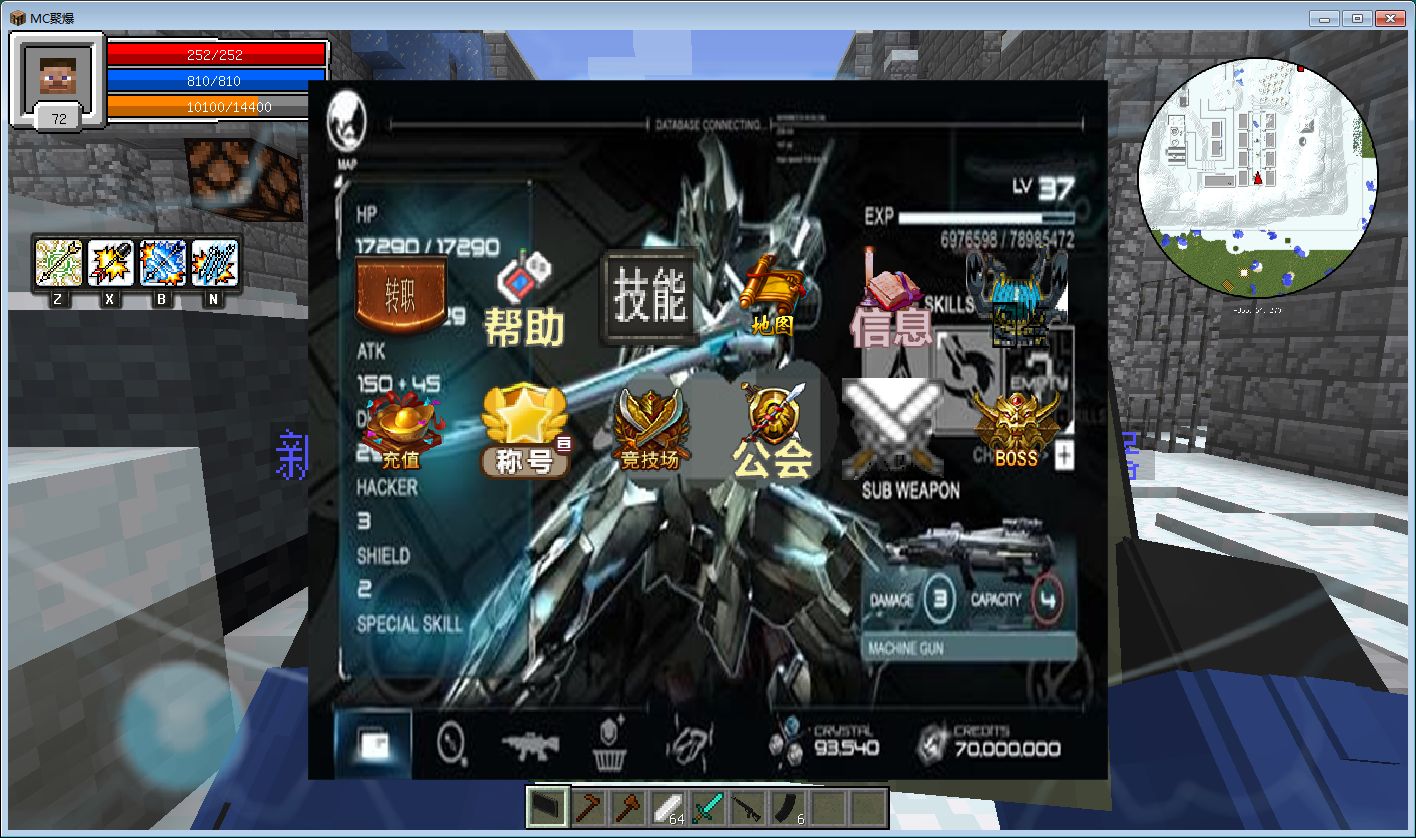 MC聚爆
252/252
810/810
10100/14400
72
Z X B N
MAP
DATABASE CONNECTING...
LV 37
EXP
6976598 / 78985472
HP
17290 / 17290
转职
帮助
技能
地图
信息
SKILLS
29
ATK
150 + 45
EMPTY
充值
称号
竞技场
公会
BOSS
新
HACKER
3
SUB WEAPON
SHIELD
2
DAMAGE 3 CAPACITY 4
SPECIAL SKILL
MACHINE GUN
CRYSTAL
93,540
CREDITS
70,000,000
64
6